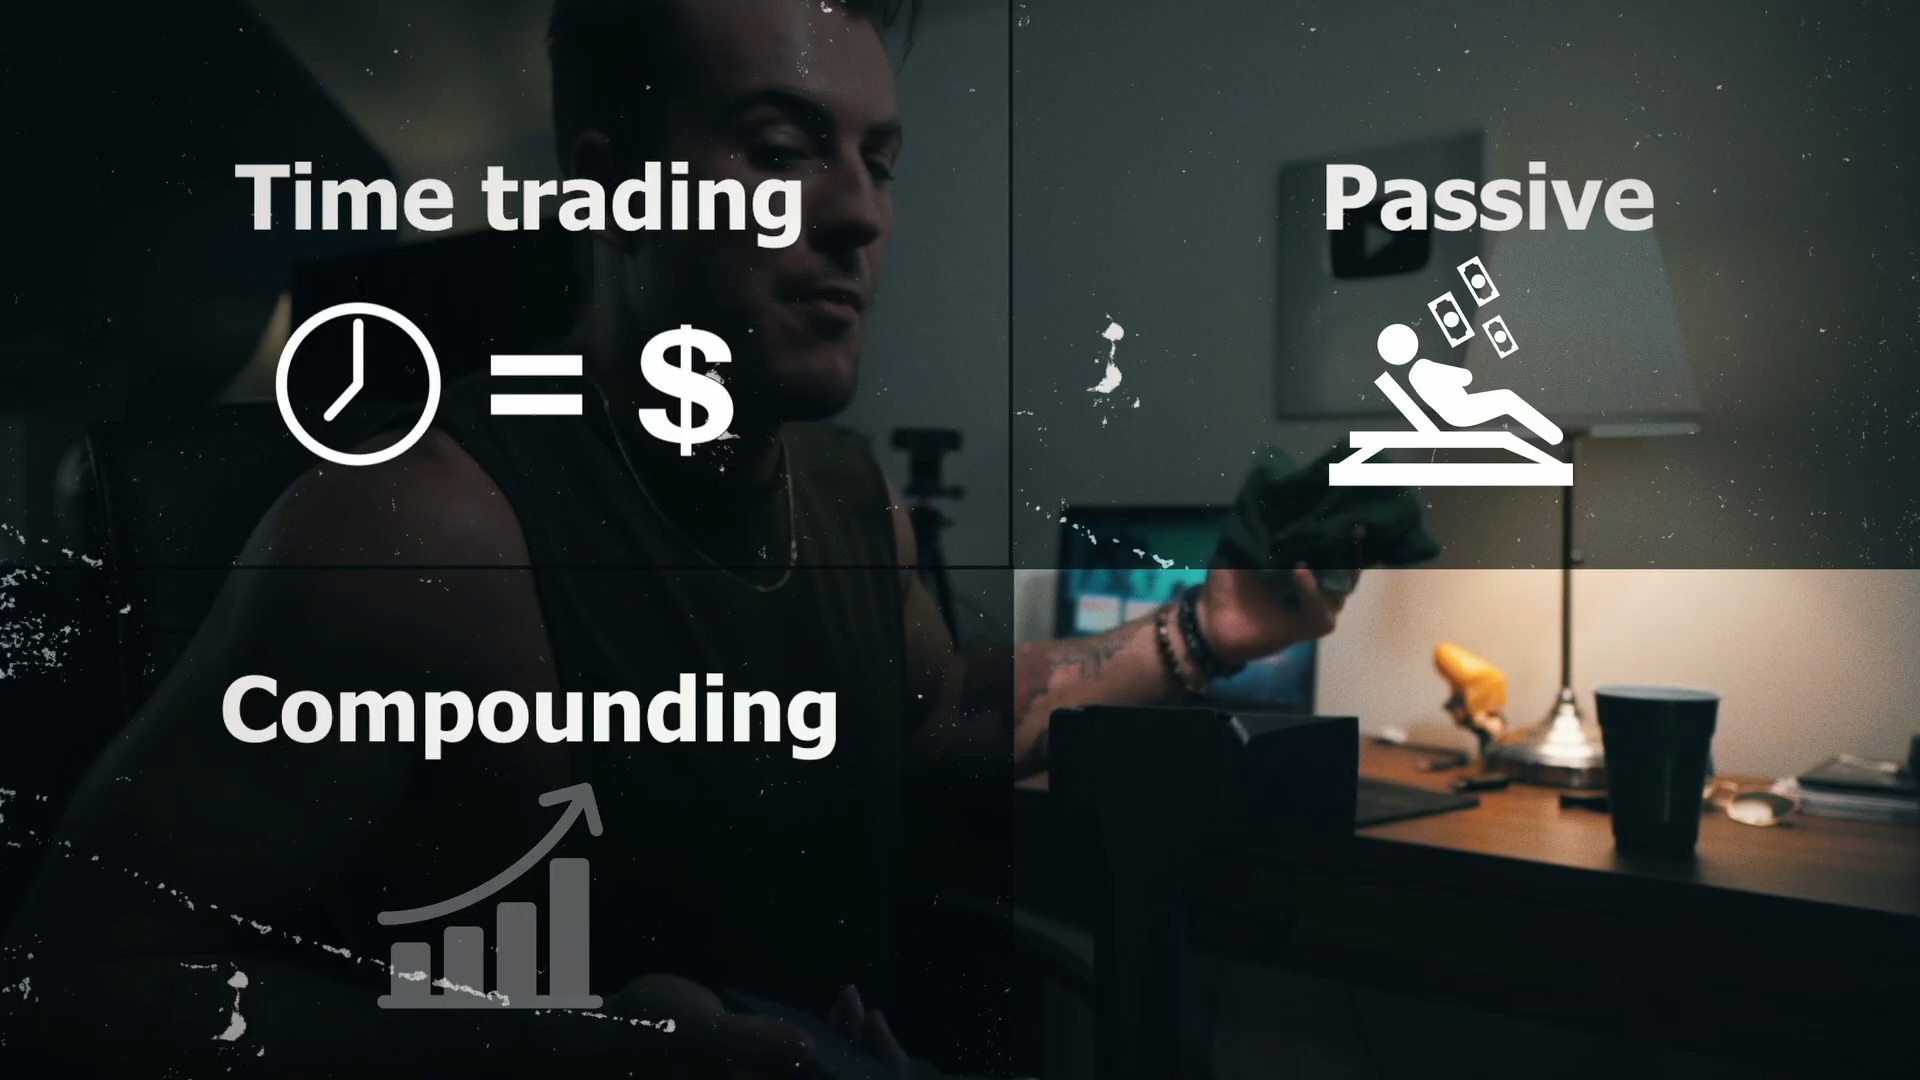 Time trading
Passive
= $
Compounding